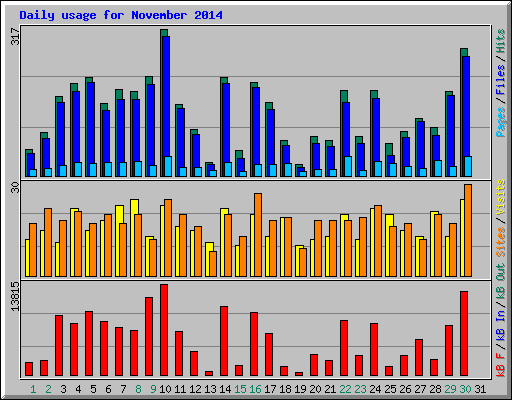 Daily usage for November 2014
317
Pages / Files / Hits
30
Sites / Visits
13815
kB F / kB In / kB Out
1 2 3 4 5 6 7 8 9 10 11 12 13 14 15 16 17 18 19 20 21 22 23 24 25 26 27 28 29 30 31